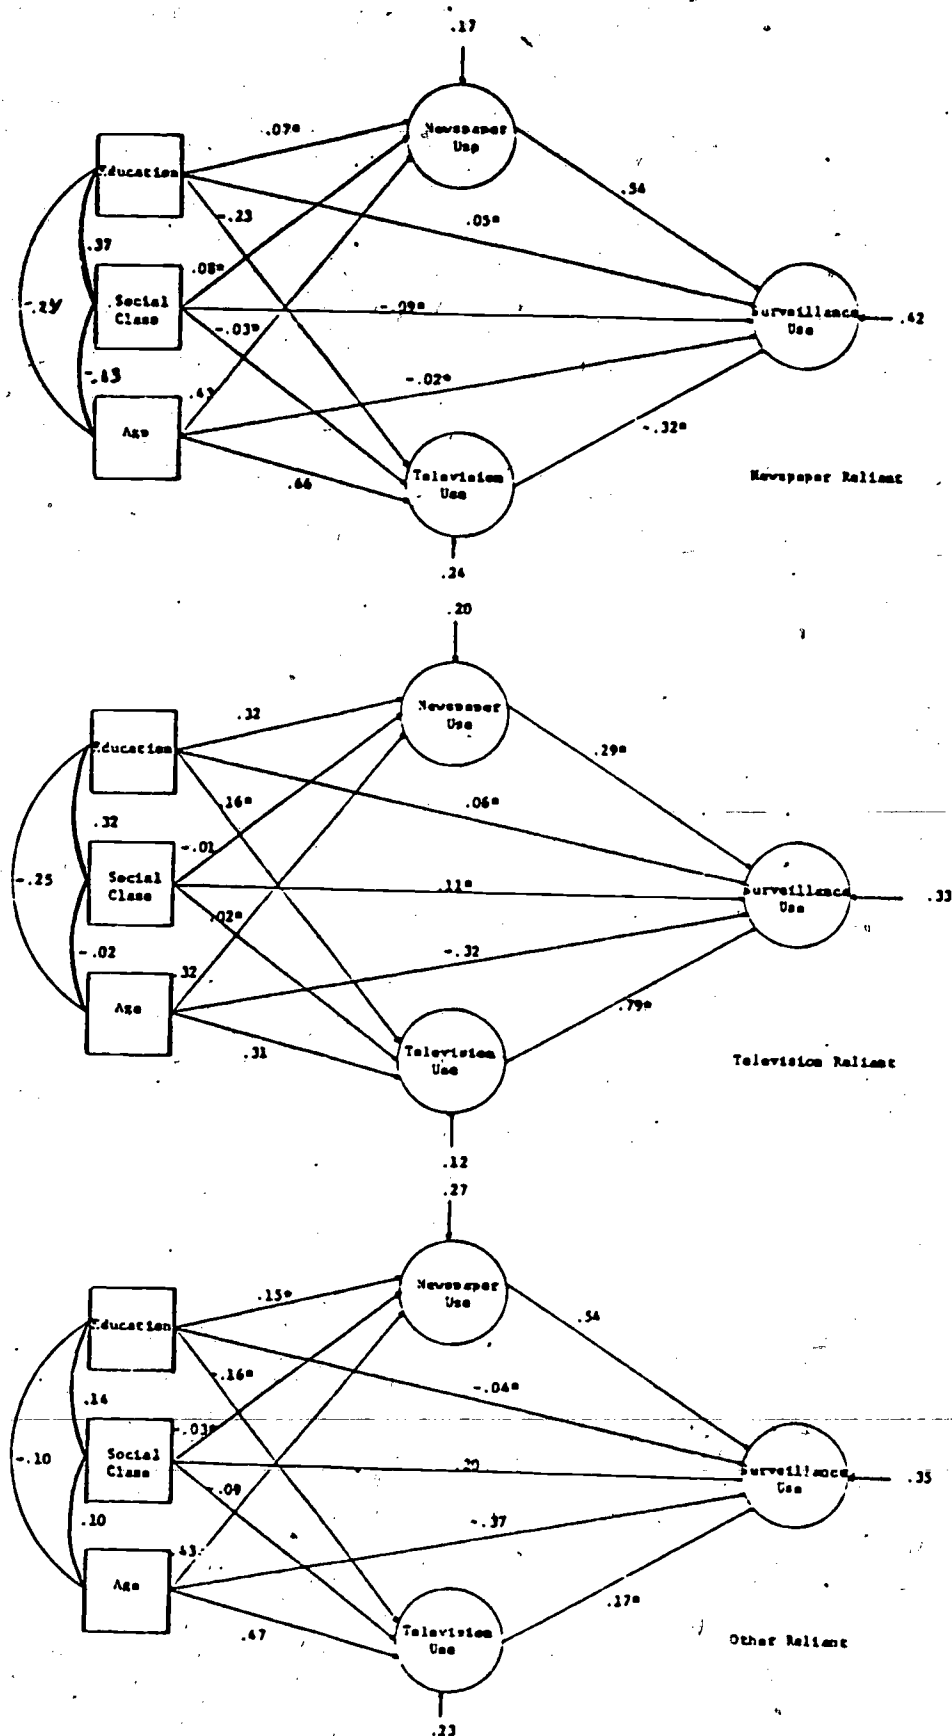 .17
Newspaper
Use
.07*
Education
.54
-.23
.05*
.37
.08*
Social
Class
-.09*
Surveillance
Use
.42
-.03*
-.02*
Age
-.32*
.66
Television
Use
Newspaper Reliant
.24
.20
Newspaper
Use
.32
Education
.29*
.16*
.06*
.32
-.01
Social
Class
-.25
.11*
Surveillance
Use
.33
.02*
-.02
.32
-.32
Age
.79*
.31
Television
Use
Television Reliant
.12
.27
Newspaper
Use
.15*
Education
.54
-.16*
-.04*
.14
-.03*
Social
Class
-.10
.20
Surveillance
Use
.35
-.09
.10
-.37
.43
Age
.17*
.47
Television
Use
Other Reliant
.23